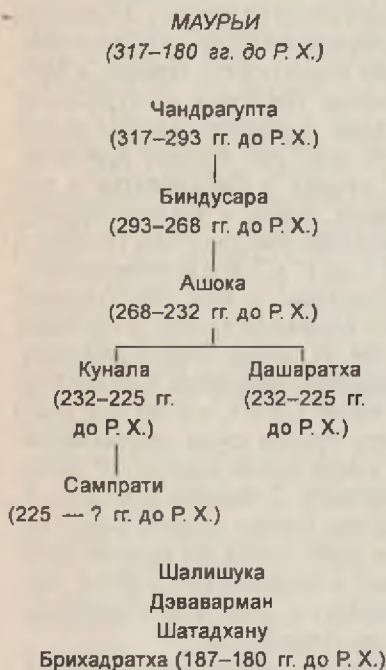 МАУРЬИ
(317–180 гг. до Р. Х.)
Чандрагупта
(317–293 гг. до Р. Х.)
Биндусара
(293–268 гг. до Р. Х.)
Ашока
(268–232 гг. до Р. Х.)
Кунала
(232–225 гг.
до Р. Х.)
Дашаратха
(232–225 гг.
до Р. Х.)
Сампрати
(225 — ? гг. до Р. Х.)
Шалишука
Дэваварман
Шатадхану
Брихадратха (187–180 гг. до Р. Х.)